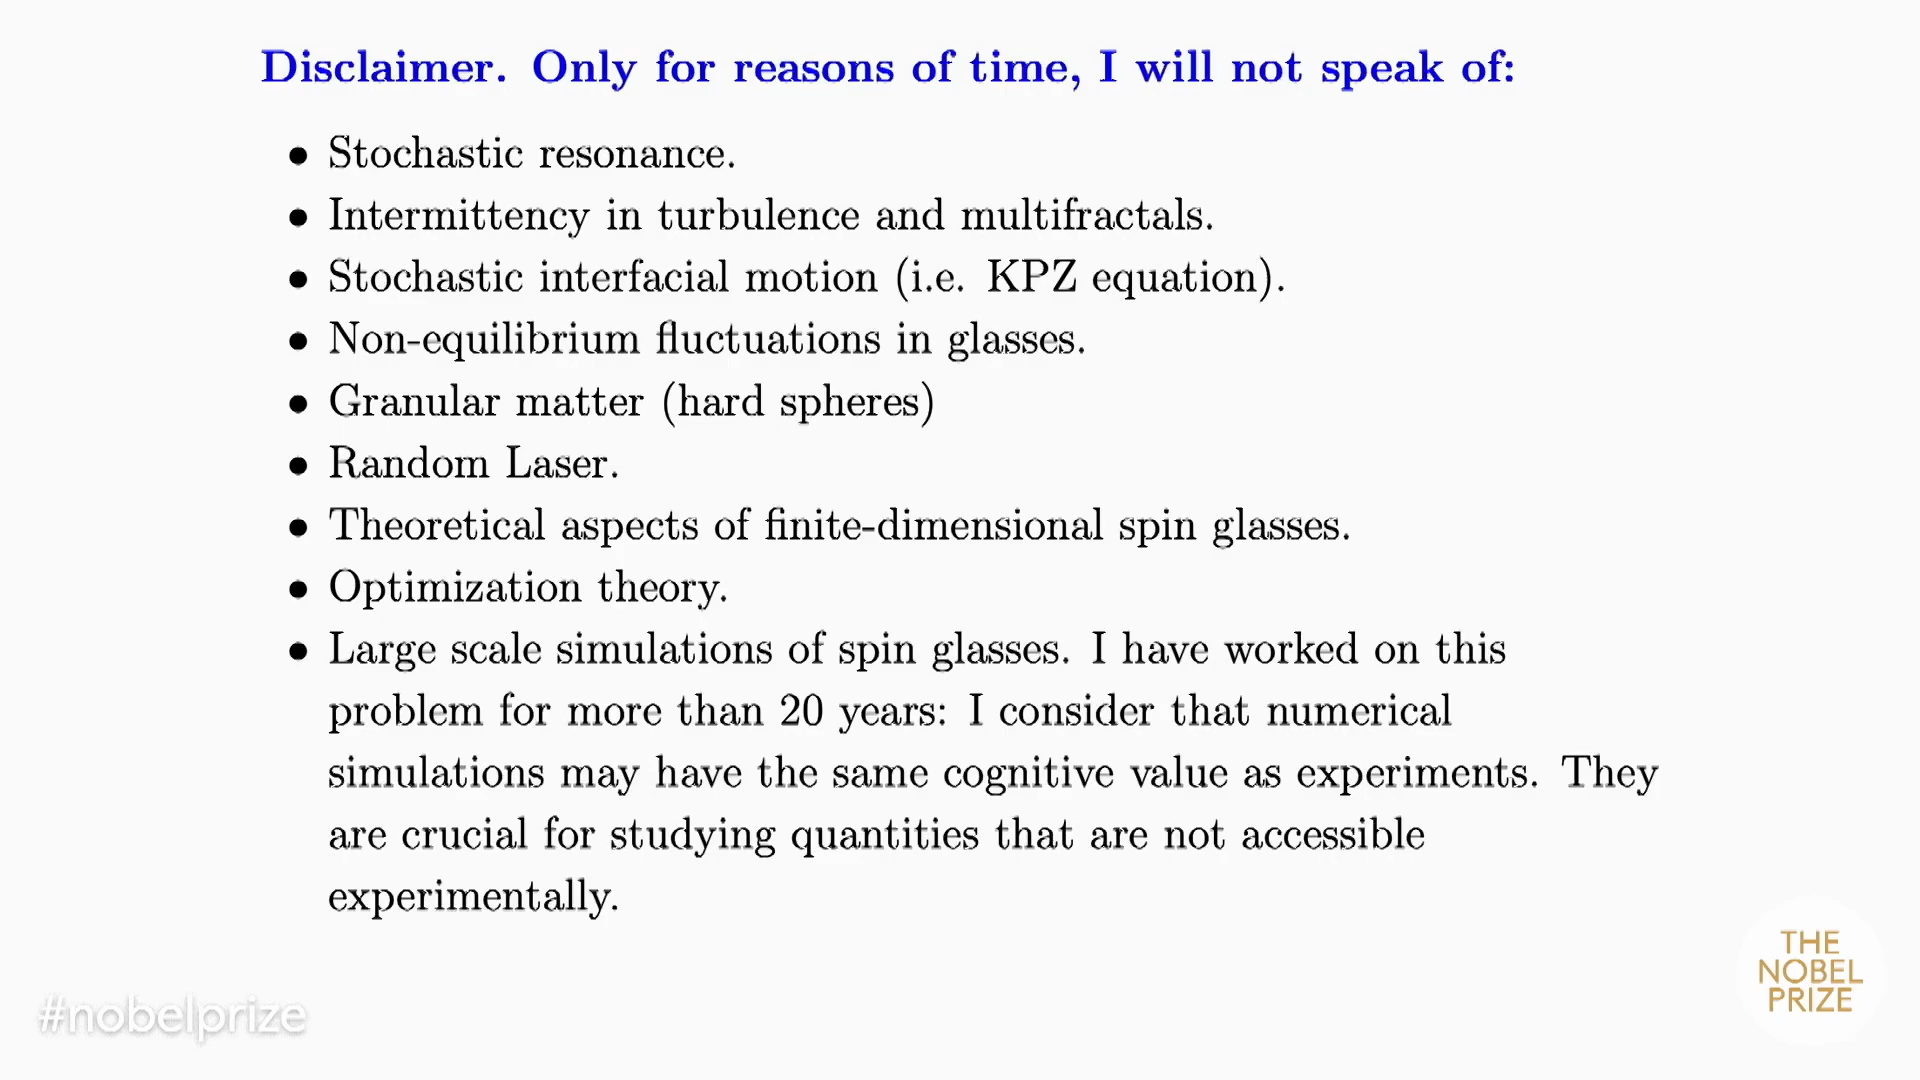 Disclaimer. Only for reasons of time, I will not speak of:
• Stochastic resonance.
• Intermittency in turbulence and multifractals.
• Stochastic interfacial motion (i.e. KPZ equation).
• Non-equilibrium fluctuations in glasses.
• Granular matter (hard spheres)
• Random Laser.
• Theoretical aspects of finite-dimensional spin glasses.
• Optimization theory.
• Large scale simulations of spin glasses. I have worked on this
problem for more than 20 years: I consider that numerical
simulations may have the same cognitive value as experiments. They
are crucial for studying quantities that are not accessible
experimentally.
#nobelprize
THE
NOBEL
PRIZE